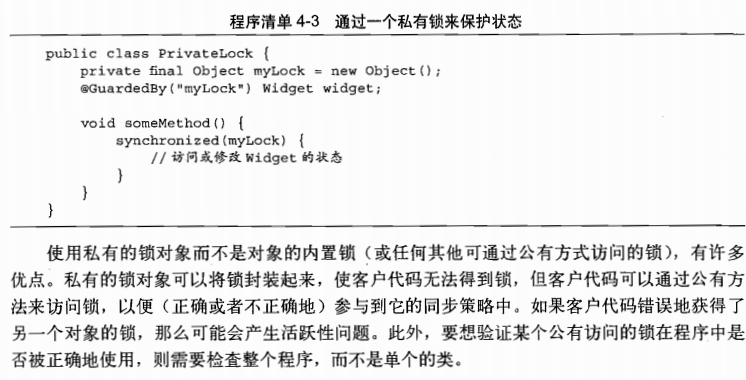 程序清单 4-3 通过一个私有锁来保护状态
public class PrivateLock {
    private final Object myLock = new Object();
    @GuardedBy("myLock") Widget widget;

    void someMethod() {
        synchronized(myLock) {
            // 访问或修改 Widget 的状态
        }
    }
}
使用私有的锁对象而不是对象的内置锁（或任何其他可通过公有方式访问的锁），有许多
优点。私有的锁对象可以将锁封装起来，使客户代码无法得到锁，但客户代码可以通过公有方
法来访问锁，以便（正确或者不正确地）参与到它的同步策略中。如果客户代码错误地获得了
另一个对象的锁，那么可能会产生活跃性问题。此外，要想验证某个公有访问的锁在程序中是
否被正确地使用，则需要检查整个程序，而不是单个的类。